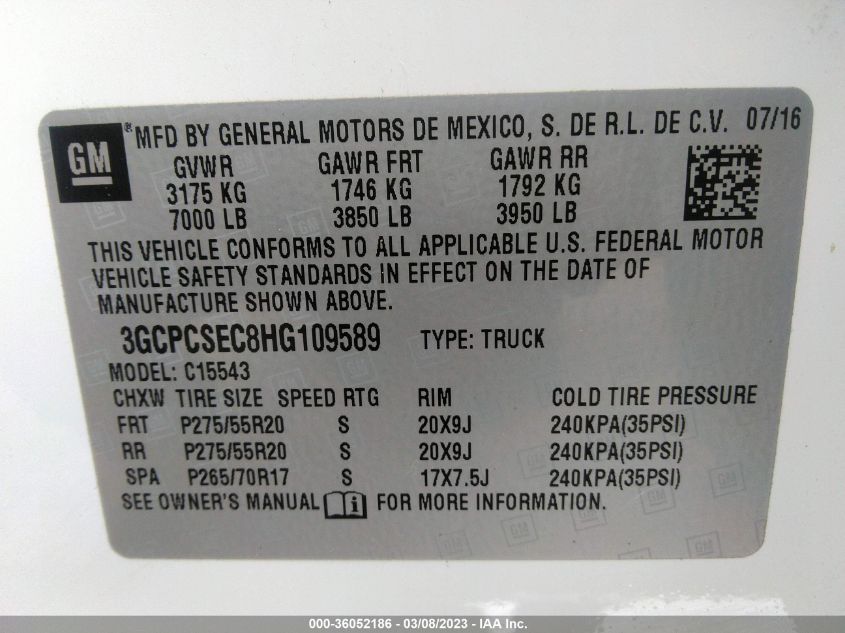 GM ® MFD BY GENERAL MOTORS DE MEXICO, S. DE R.L. DE C.V. 07/16
GVWR GAWR FRT GAWR RR
3175 KG 1746 KG 1792 KG
7000 LB 3850 LB 3950 LB
THIS VEHICLE CONFORMS TO ALL APPLICABLE U.S. FEDERAL MOTOR
VEHICLE SAFETY STANDARDS IN EFFECT ON THE DATE OF
MANUFACTURE SHOWN ABOVE.
3GCPCSEC8HG109589 TYPE: TRUCK
MODEL: C15543
CHXW TIRE SIZE SPEED RTG RIM COLD TIRE PRESSURE
FRT P275/55R20 S 20X9J 240KPA(35PSI)
RR P275/55R20 S 20X9J 240KPA(35PSI)
SPA P265/70R17 S 17X7.5J 240KPA(35PSI)
SEE OWNER'S MANUAL i FOR MORE INFORMATION.
000-36052186 - 03/08/2023 - IAA Inc.